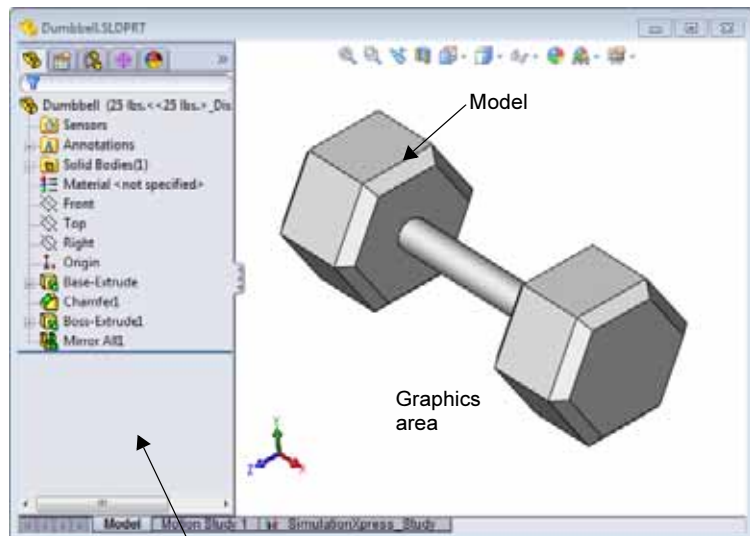 Dumbbell.SLDPRT
Dumbbell (25 lbs.<<25 lbs.>_Dis
Sensors
Annotations
Solid Bodies(1)
Material <not specified>
Front
Top
Right
Origin
Base-Extrude
Chamfer1
Boss-Extrude1
Mirror All1
Model
Graphics
area
Y
Z
X
Model
Motion Study 1
SimulationXpress_Study